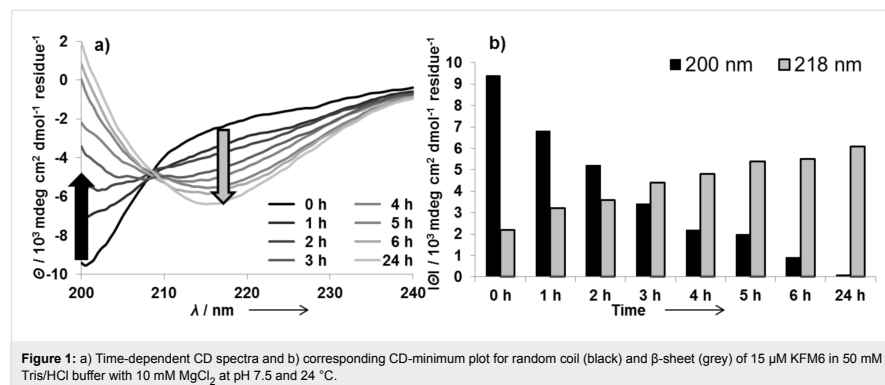 a)
2
0
-2
-4
-6
-8
-10
Θ / 10³ mdeg cm² dmol⁻¹ residue⁻¹
0 h
1 h
2 h
3 h
4 h
5 h
6 h
24 h
200 210 220 230 240
λ / nm
b)
200 nm 218 nm
10
9
8
7
6
5
4
3
2
1
0
|Θ| / 10³ mdeg cm² dmol⁻¹ residue⁻¹
0 h 1 h 2 h 3 h 4 h 5 h 6 h 24 h
Time
Figure 1: a) Time-dependent CD spectra and b) corresponding CD-minimum plot for random coil (black) and β-sheet (grey) of 15 µM KFM6 in 50 mM
Tris/HCl buffer with 10 mM MgCl₂ at pH 7.5 and 24 °C.